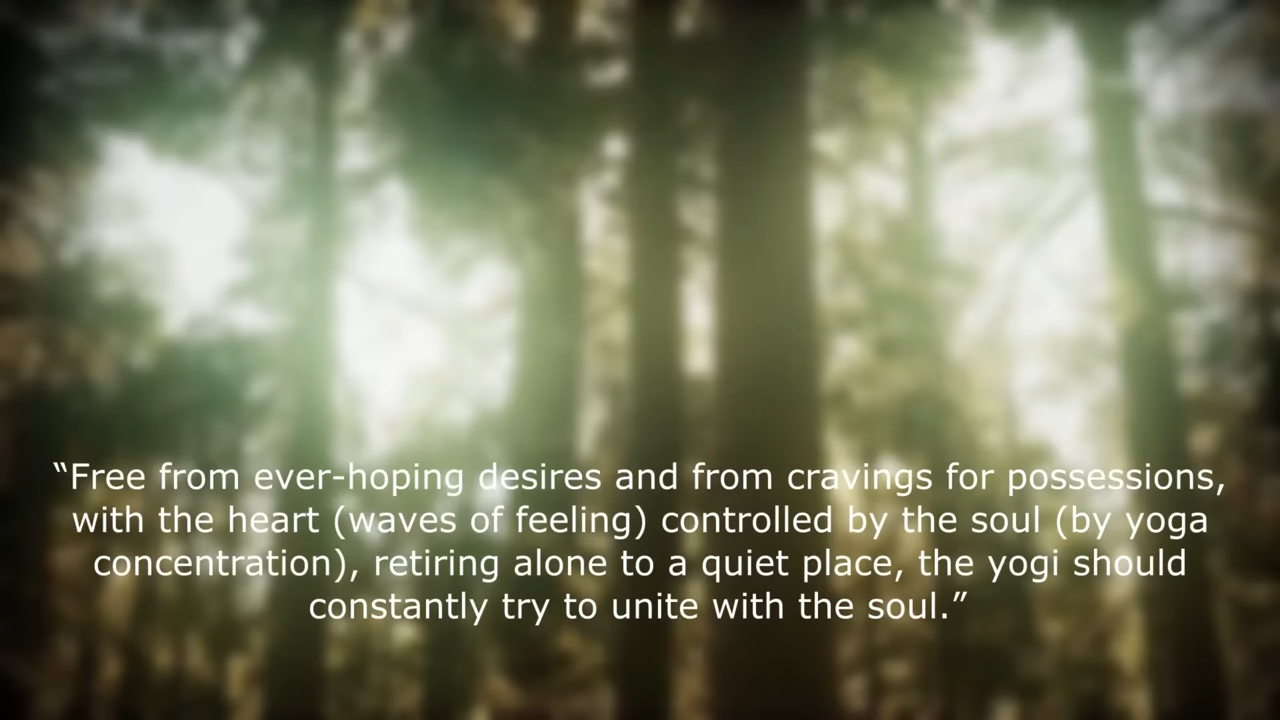 “Free from ever-hoping desires and from cravings for possessions,
with the heart (waves of feeling) controlled by the soul (by yoga
concentration), retiring alone to a quiet place, the yogi should
constantly try to unite with the soul.”